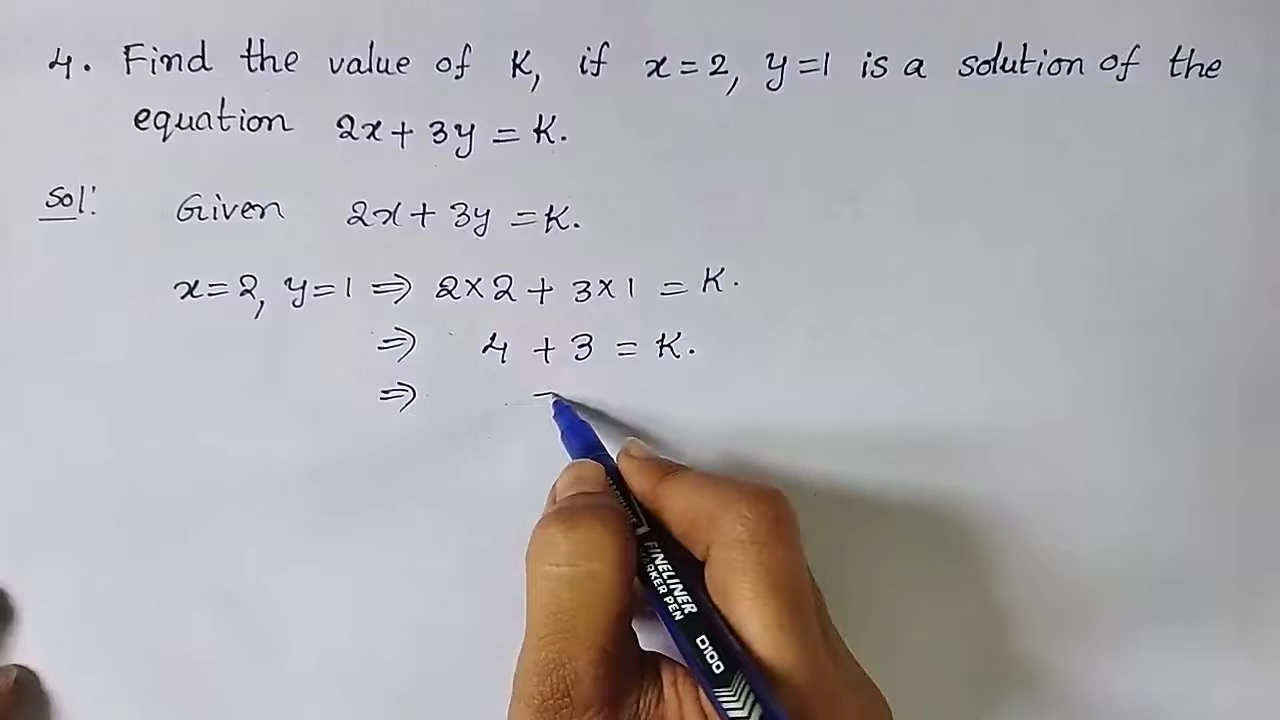 4. Find the value of K, if x=2, y=1 is a solution of the
equation 2x+3y=K.
Sol: Given 2x+3y=K.
x=2, y=1 ⇒ 2×2+3×1=K.
⇒ 4+3=K.
⇒
FINELINER
MARKER PEN
D100